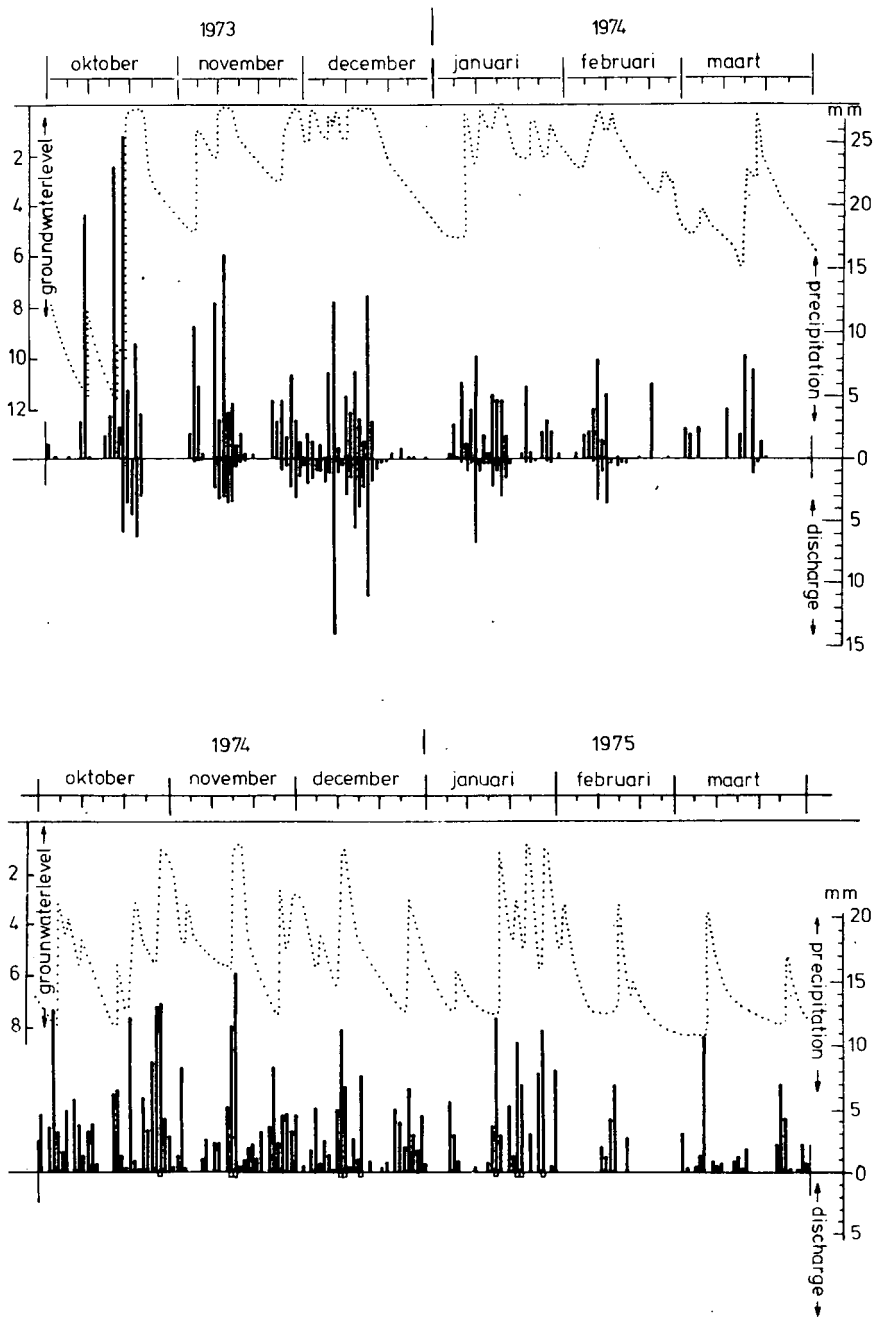 1973 1974
oktober november december januari februari maart
mm
2
4
6
8
10
12
groundwaterlevel
25
20
15
10
5
0
5
10
15
precipitation
discharge
1974 1975
oktober november december januari februari maart
mm
2
4
6
8
grounwaterlevel
20
15
10
5
0
5
precipitation
discharge